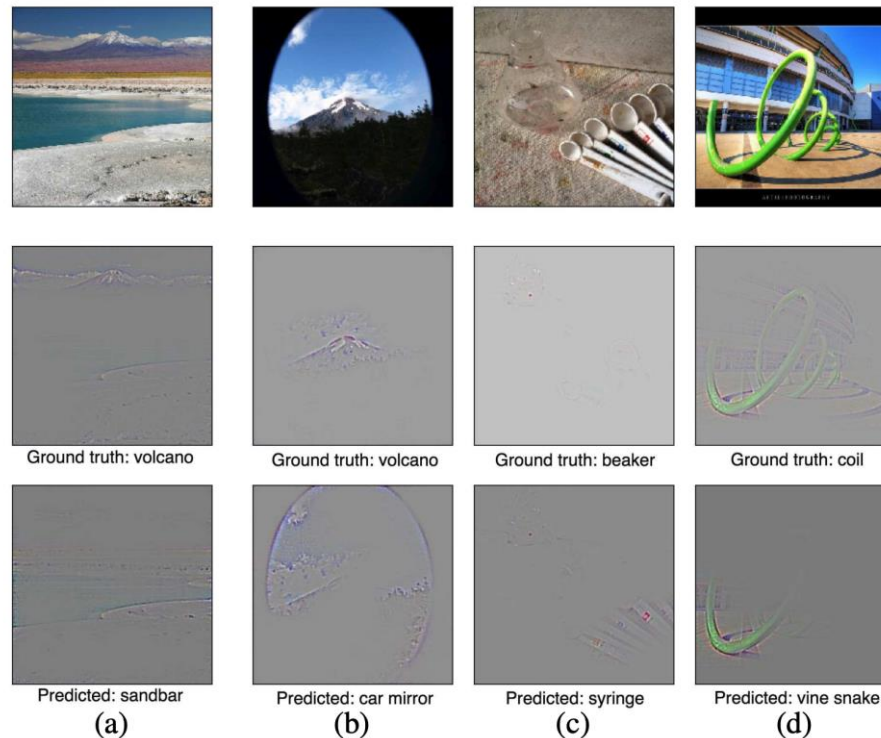 ARTILLPHOTOGRAPHY
Ground truth: volcano
Ground truth: volcano
Ground truth: beaker
Ground truth: coil
Predicted: sandbar
Predicted: car mirror
Predicted: syringe
Predicted: vine snake
(a)
(b)
(c)
(d)